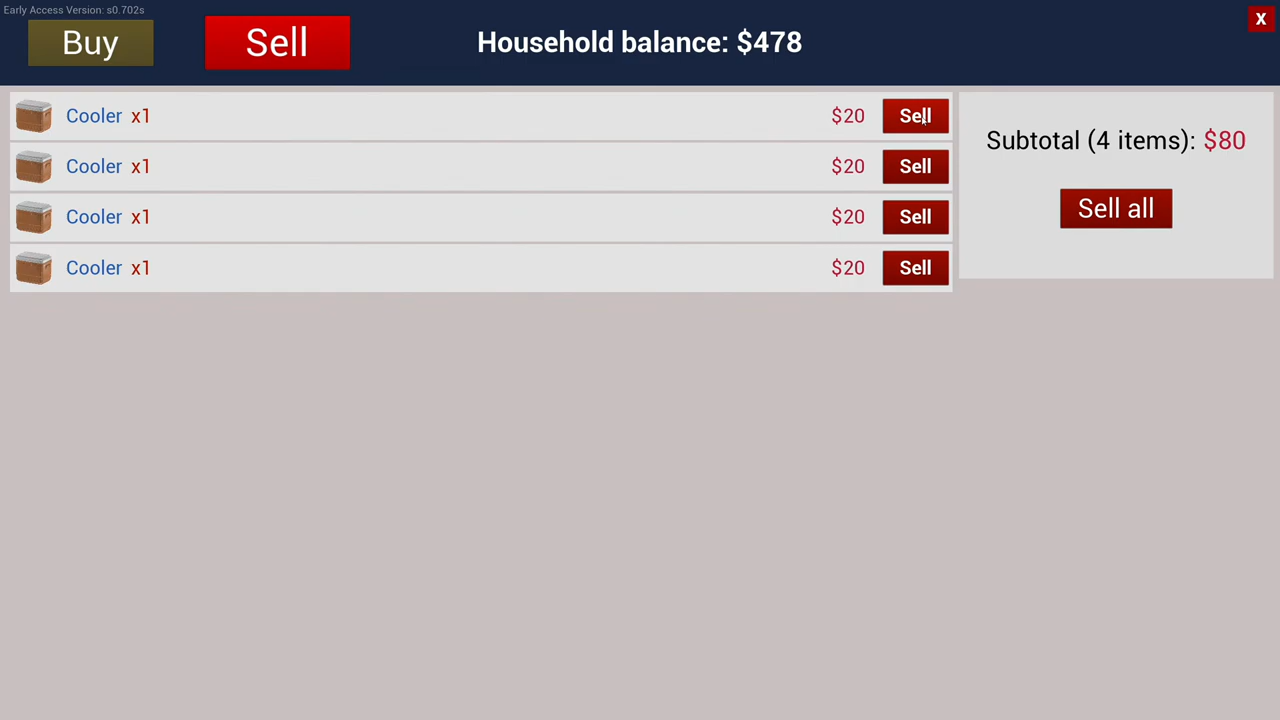 Early Access Version: s0.702s
Buy
Sell
Household balance: $478
X
Cooler x1 $20 Sell
Cooler x1 $20 Sell
Cooler x1 $20 Sell
Cooler x1 $20 Sell
Subtotal (4 items): $80
Sell all